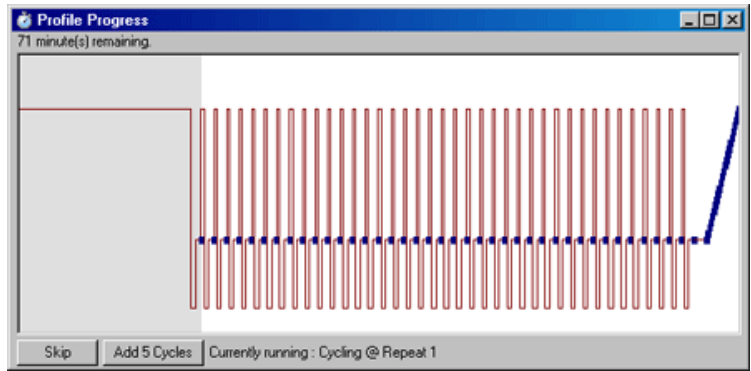 Profile Progress
71 minute(s) remaining.
Skip
Add 5 Cycles
Currently running : Cycling @ Repeat 1